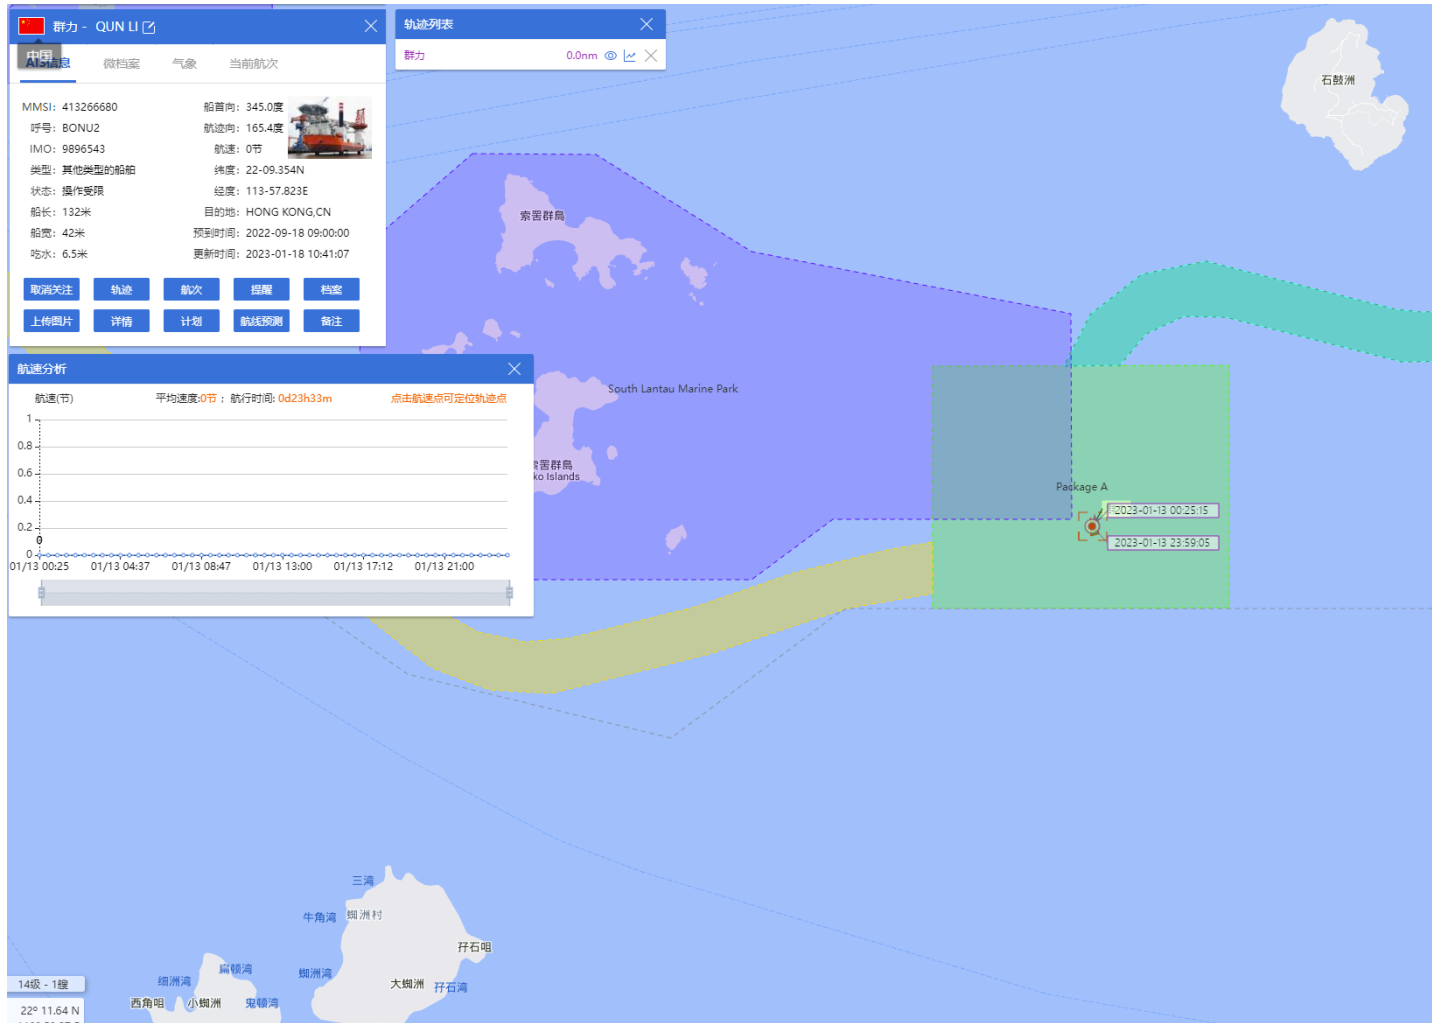 群力 - QUN LI
中国
AIS信息 微档案 气象 当前航次
MMSI: 413266680
船首向: 345.0度
呼号: BONU2
航迹向: 165.4度
IMO: 9896543
航速: 0节
类型: 其他类型的船舶
纬度: 22-09.354N
状态: 操作受限
经度: 113-57.823E
船长: 132米
目的地: HONG KONG,CN
船宽: 42米
预到时间: 2022-09-18 09:00:00
吃水: 6.5米
更新时间: 2023-01-18 10:41:07
取消关注 轨迹 航次 提醒 档案
上传图片 详情 计划 航线预测 备注
轨迹列表
群力 0.0nm
航速分析
航速(节) 平均速度:0节 ; 航行时间: 0d23h33m 点击航速点可定位轨迹点
1
0.8
0.6
0.4
0.2
0
0
01/13 00:25 01/13 04:37 01/13 08:47 01/13 13:00 01/13 17:12 01/13 21:00
石鼓洲
索罟群島
South Lantau Marine Park
索罟群島
ko Islands
Package A
2023-01-13 00:25:15
2023-01-13 23:59:05
三湾
牛角湾
蜘洲村
孖石咀
蜘洲湾
大蜘洲
孖石湾
扁顿湾
细洲湾
西角咀
小蜘洲
鬼顿湾
14级 - 1艘
22º 11.64 N